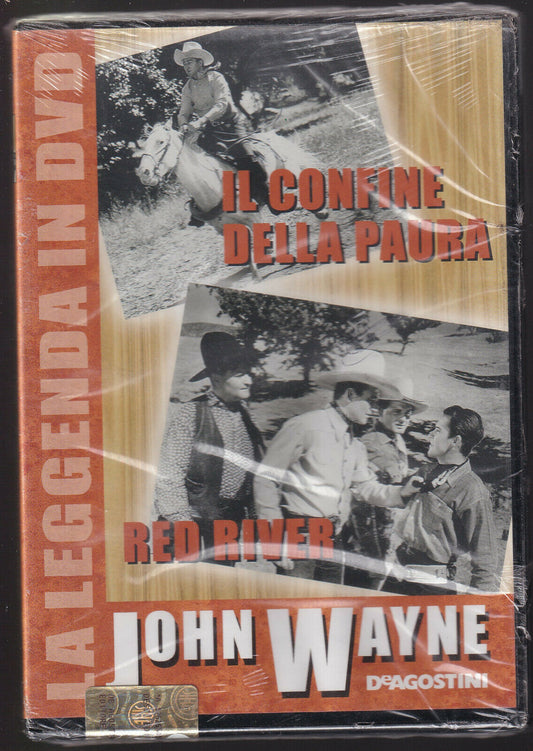 LA LEGGENDA IN DVD
IL CONFINE
DELLA PAURA
RED RIVER
JOHN WAYNE
DEAGOSTINI